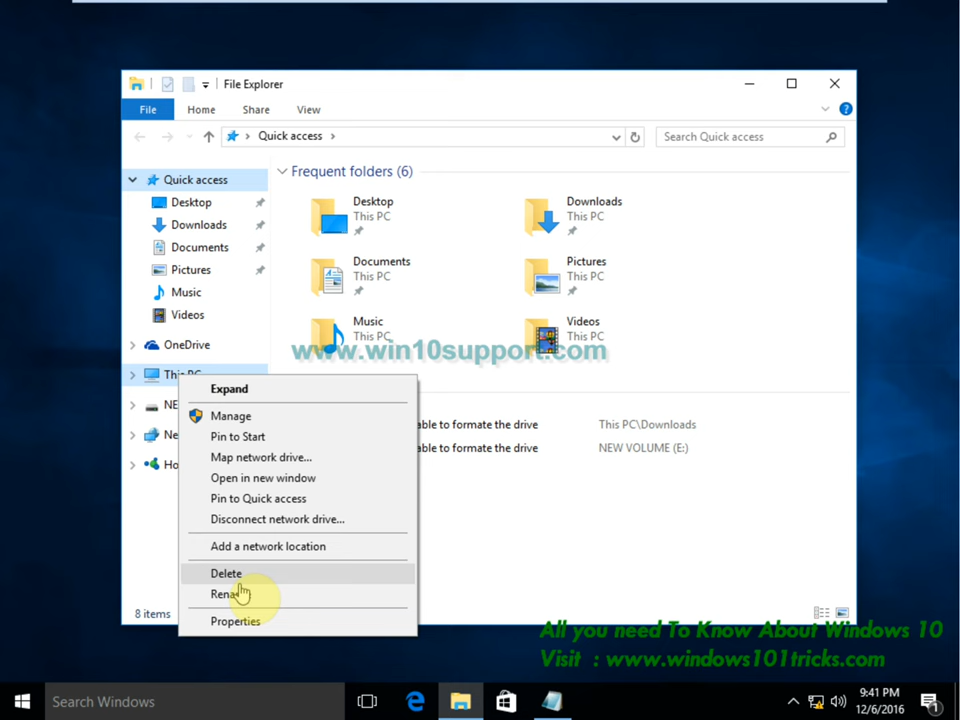 File Explorer
File
Home
Share
View
Quick access
Search Quick access
Quick access
Desktop
Downloads
Documents
Pictures
Music
Videos
OneDrive
This PC
NE
Ne
Ho
Frequent folders (6)
Desktop
This PC
Downloads
This PC
Documents
This PC
Pictures
This PC
Music
This PC
Videos
This PC
www.win10support.com
able to formate the drive
This PC\Downloads
able to formate the drive
NEW VOLUME (E:)
Expand
Manage
Pin to Start
Map network drive...
Open in new window
Pin to Quick access
Disconnect network drive...
Add a network location
Delete
Rename
Properties
8 items
All you need To Know About Windows 10
Visit : www.windows101tricks.com
Search Windows
9:41 PM
12/6/2016
1